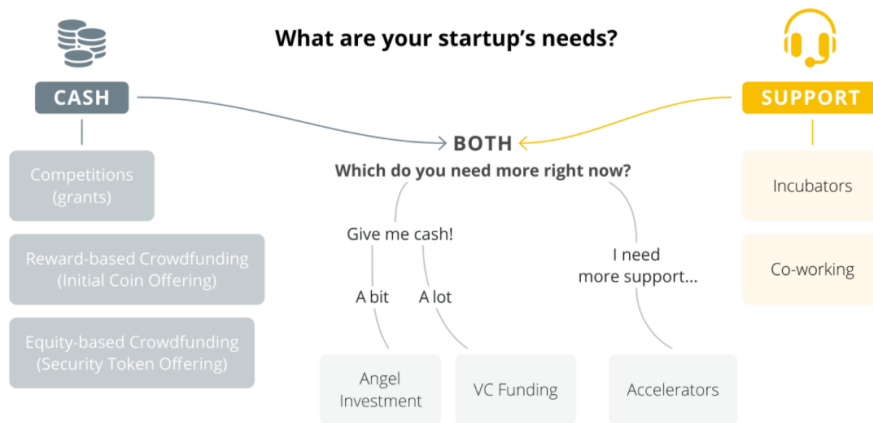 What are your startup's needs?
CASH
SUPPORT
BOTH
Which do you need more right now?
Competitions
(grants)
Reward-based Crowdfunding
(Initial Coin Offering)
Equity-based Crowdfunding
(Security Token Offering)
Give me cash!
A bit
A lot
I need
more support...
Angel
Investment
VC Funding
Accelerators
Incubators
Co-working